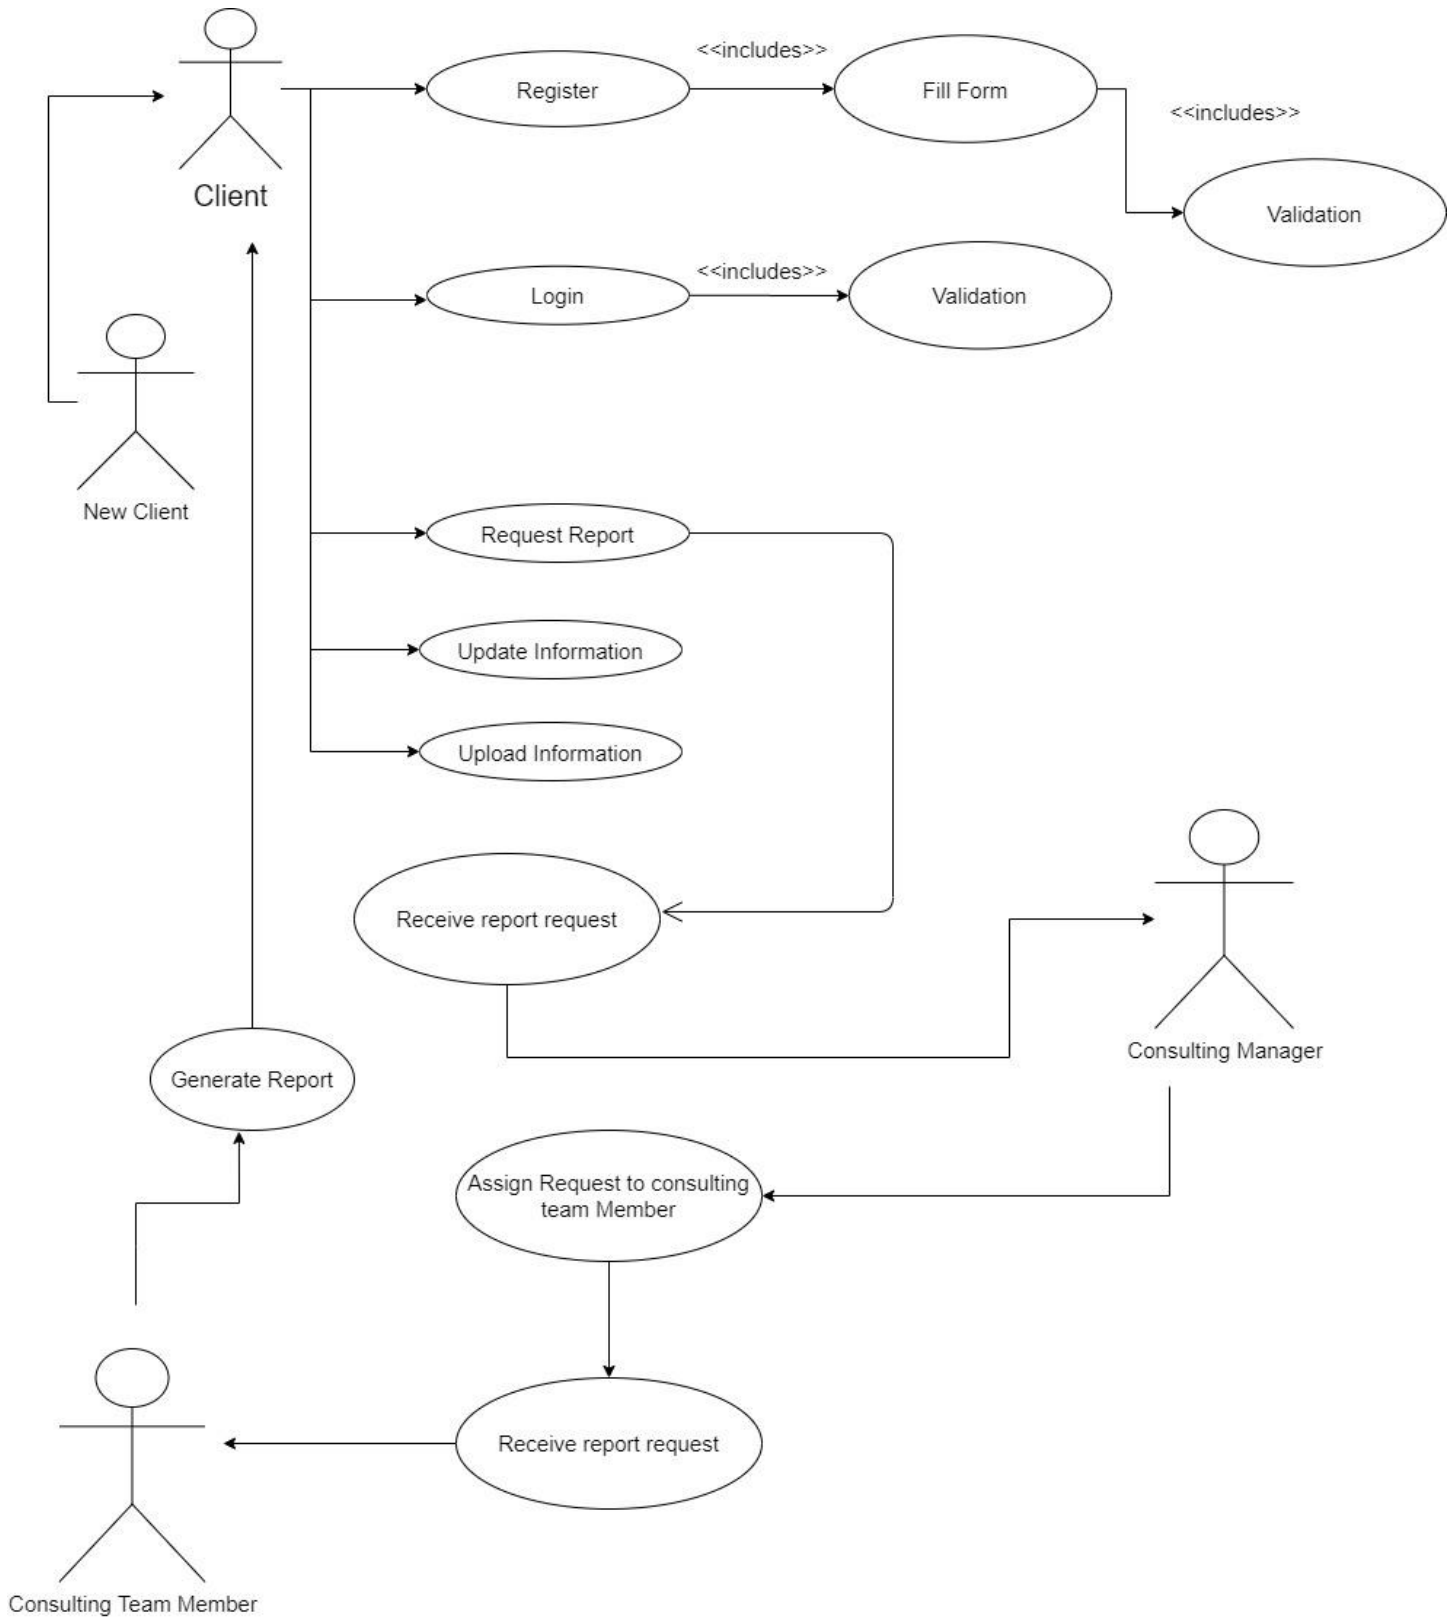 <<includes>>
Register
Fill Form
<<includes>>
Client
Validation
<<includes>>
Login
Validation
New Client
Request Report
Update Information
Upload Information
Receive report request
Consulting Manager
Generate Report
Assign Request to consulting
team Member
Receive report request
Consulting Team Member